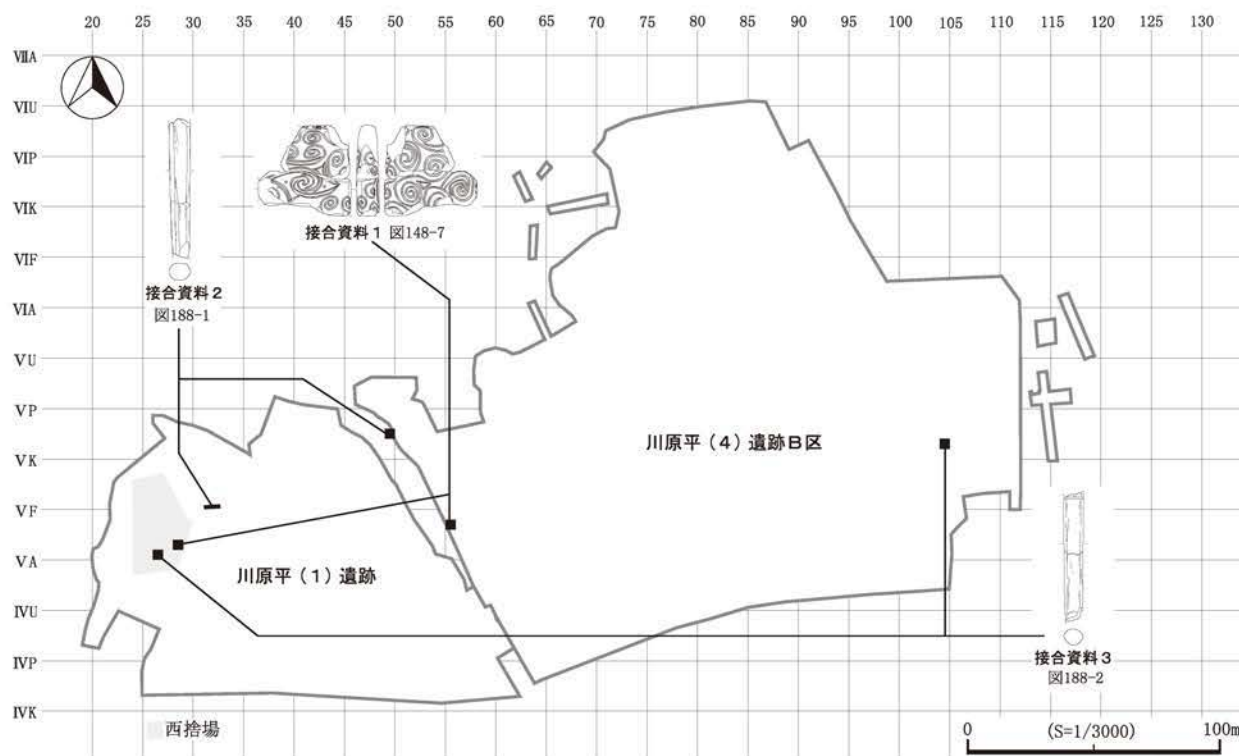 20 25 30 35 40 45 50 55 60 65 70 75 80 85 90 95 100 105 110 115 120 125 130
ⅦA
ⅥU
ⅥP
ⅥK
ⅥF
ⅥA
ⅤU
ⅤP
ⅤK
ⅤF
ⅤA
ⅣU
ⅣP
ⅣK
接合資料1 図148-7
接合資料2
図188-1
川原平(4)遺跡B区
川原平(1)遺跡
接合資料3
図188-2
西捨場
0 (S=1/3000) 100m